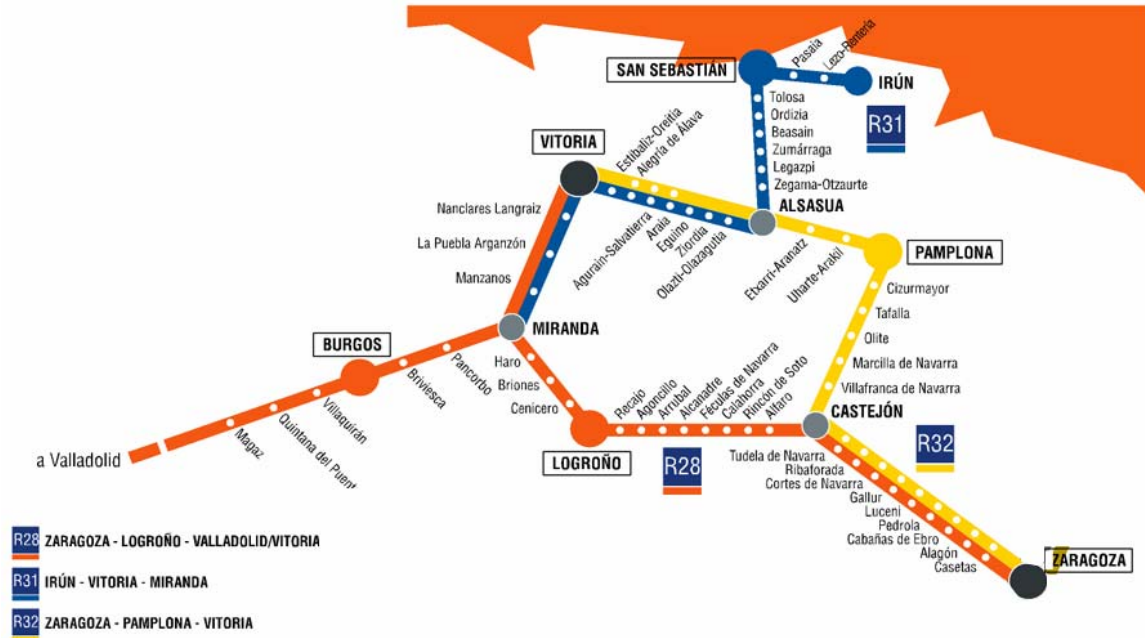 Pasaia
Lezo-Rentería
SAN SEBASTIÁN
IRÚN
Tolosa
Ordizia
Beasain
Zumárraga
Legazpi
Zegama-Otzaurte
R31
VITORIA
Estibaliz-Oreitia
Alegría de Álava
ALSASUA
Nanclares Langraiz
La Puebla Arganzón
Manzanos
Agurain-Salvatierra
Araia
Eguino
Ziordia
Olazti-Olazagutia
Etxarri-Aranatz
Uharte-Arakil
PAMPLONA
Cizurmayor
Tafalla
Olite
Marcilla de Navarra
Villafranca de Navarra
MIRANDA
BURGOS
Pancorbo
Briviesca
Villaquirán
Quintana del Puent
Magaz
a Valladolid
Haro
Briones
Cenicero
LOGROÑO
Recajo
Agoncillo
Arrubal
Alcanadre
Féculas de Navarra
Calahorra
Rincón de Soto
Alfaro
R28
CASTEJÓN
R32
Tudela de Navarra
Ribaforada
Cortes de Navarra
Gallur
Luceni
Pedrola
Cabañas de Ebro
Alagón
Casetas
ZARAGOZA
R28 ZARAGOZA - LOGROÑO - VALLADOLID/VITORIA
R31 IRÚN - VITORIA - MIRANDA
R32 ZARAGOZA - PAMPLONA - VITORIA